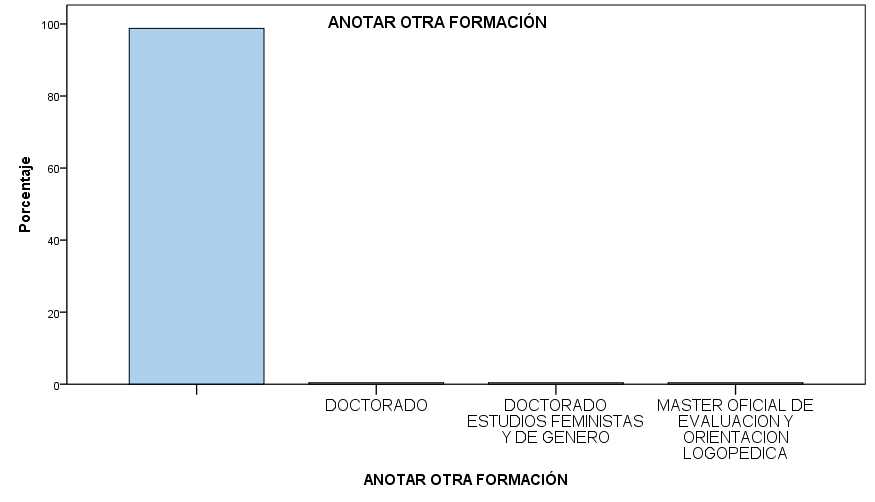 ANOTAR OTRA FORMACIÓN
100
80
60
40
20
0
Porcentaje
DOCTORADO
DOCTORADO
ESTUDIOS FEMINISTAS
Y DE GENERO
MASTER OFICIAL DE
EVALUACION Y
ORIENTACION
LOGOPEDICA
ANOTAR OTRA FORMACIÓN